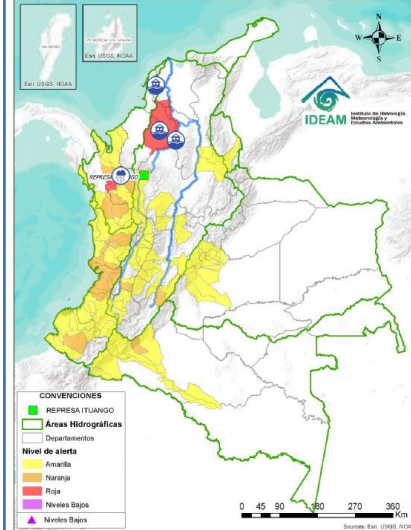 Esri, USGS, NOAA
Esri, USGS, NOAA
N
W
E
S
IDEAM
Instituto de Hidrología,
Meteorología y
Estudios Ambientales
CONVENCIONES
REPRESA ITUANGO
Áreas Hidrográficas
Departamentos
Nivel de alerta
Amarilla
Naranja
Roja
Niveles Bajos
Niveles Bajos
0 45 90 180 270 360
Km
Sources: Esri, USGS, NOAA